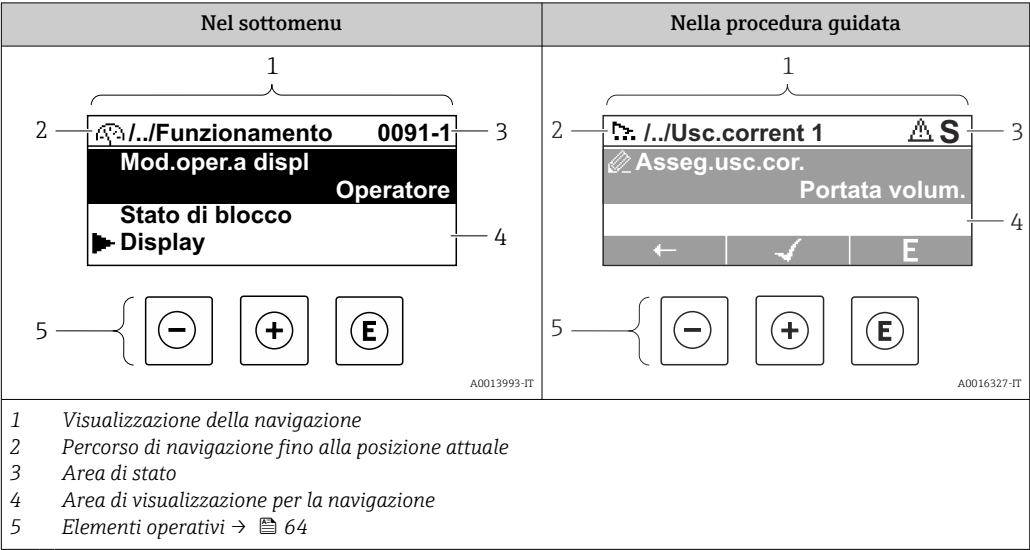 Nel sottomenu
Nella procedura guidata
1
2
/../Funzionamento 0091-1
3
Mod.oper.a displ
Operatore
Stato di blocco
Display
4
5
- + E
A0013993-IT
1
2
/../Usc.corrent 1 S
3
Asseg.usc.cor.
Portata volum.
4
← ✓ E
5
- + E
A0016327-IT
1 Visualizzazione della navigazione
2 Percorso di navigazione fino alla posizione attuale
3 Area di stato
4 Area di visualizzazione per la navigazione
5 Elementi operativi → 64